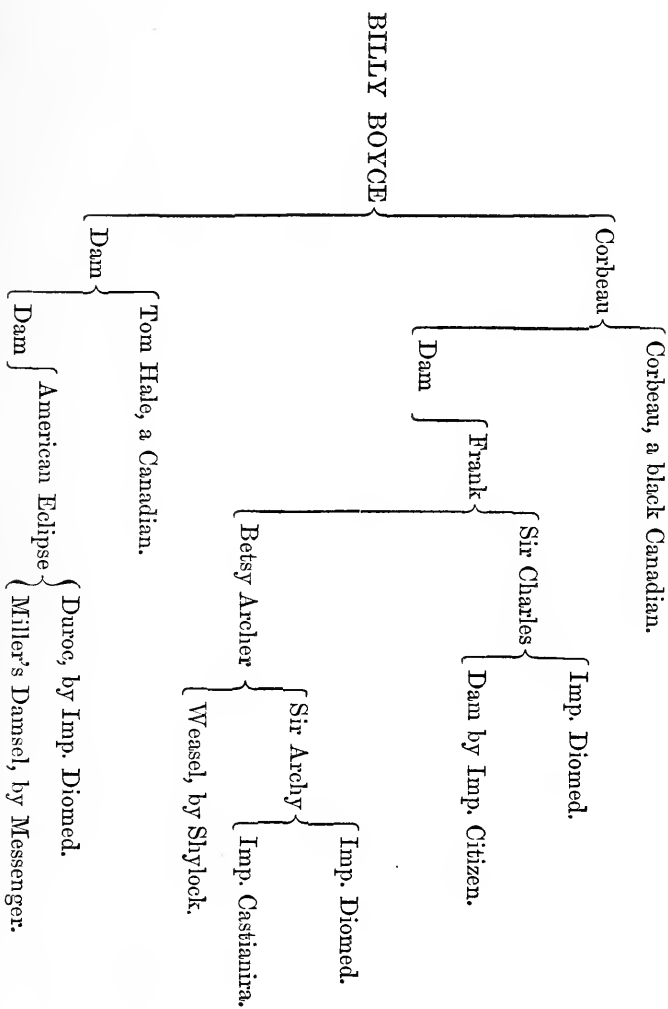 BILLY BOYCE
Corbeau
Corbeau, a black Canadian.
Dam
Frank
Sir Charles
Imp. Diomed.
Dam by Imp. Citizen.
Betsy Archer
Sir Archy
Imp. Diomed.
Imp. Castianira.
Weasel, by Shylock.
Dam
Tom Hale, a Canadian.
Dam
American Eclipse
Duroc, by Imp. Diomed.
Miller's Damsel, by Messenger.